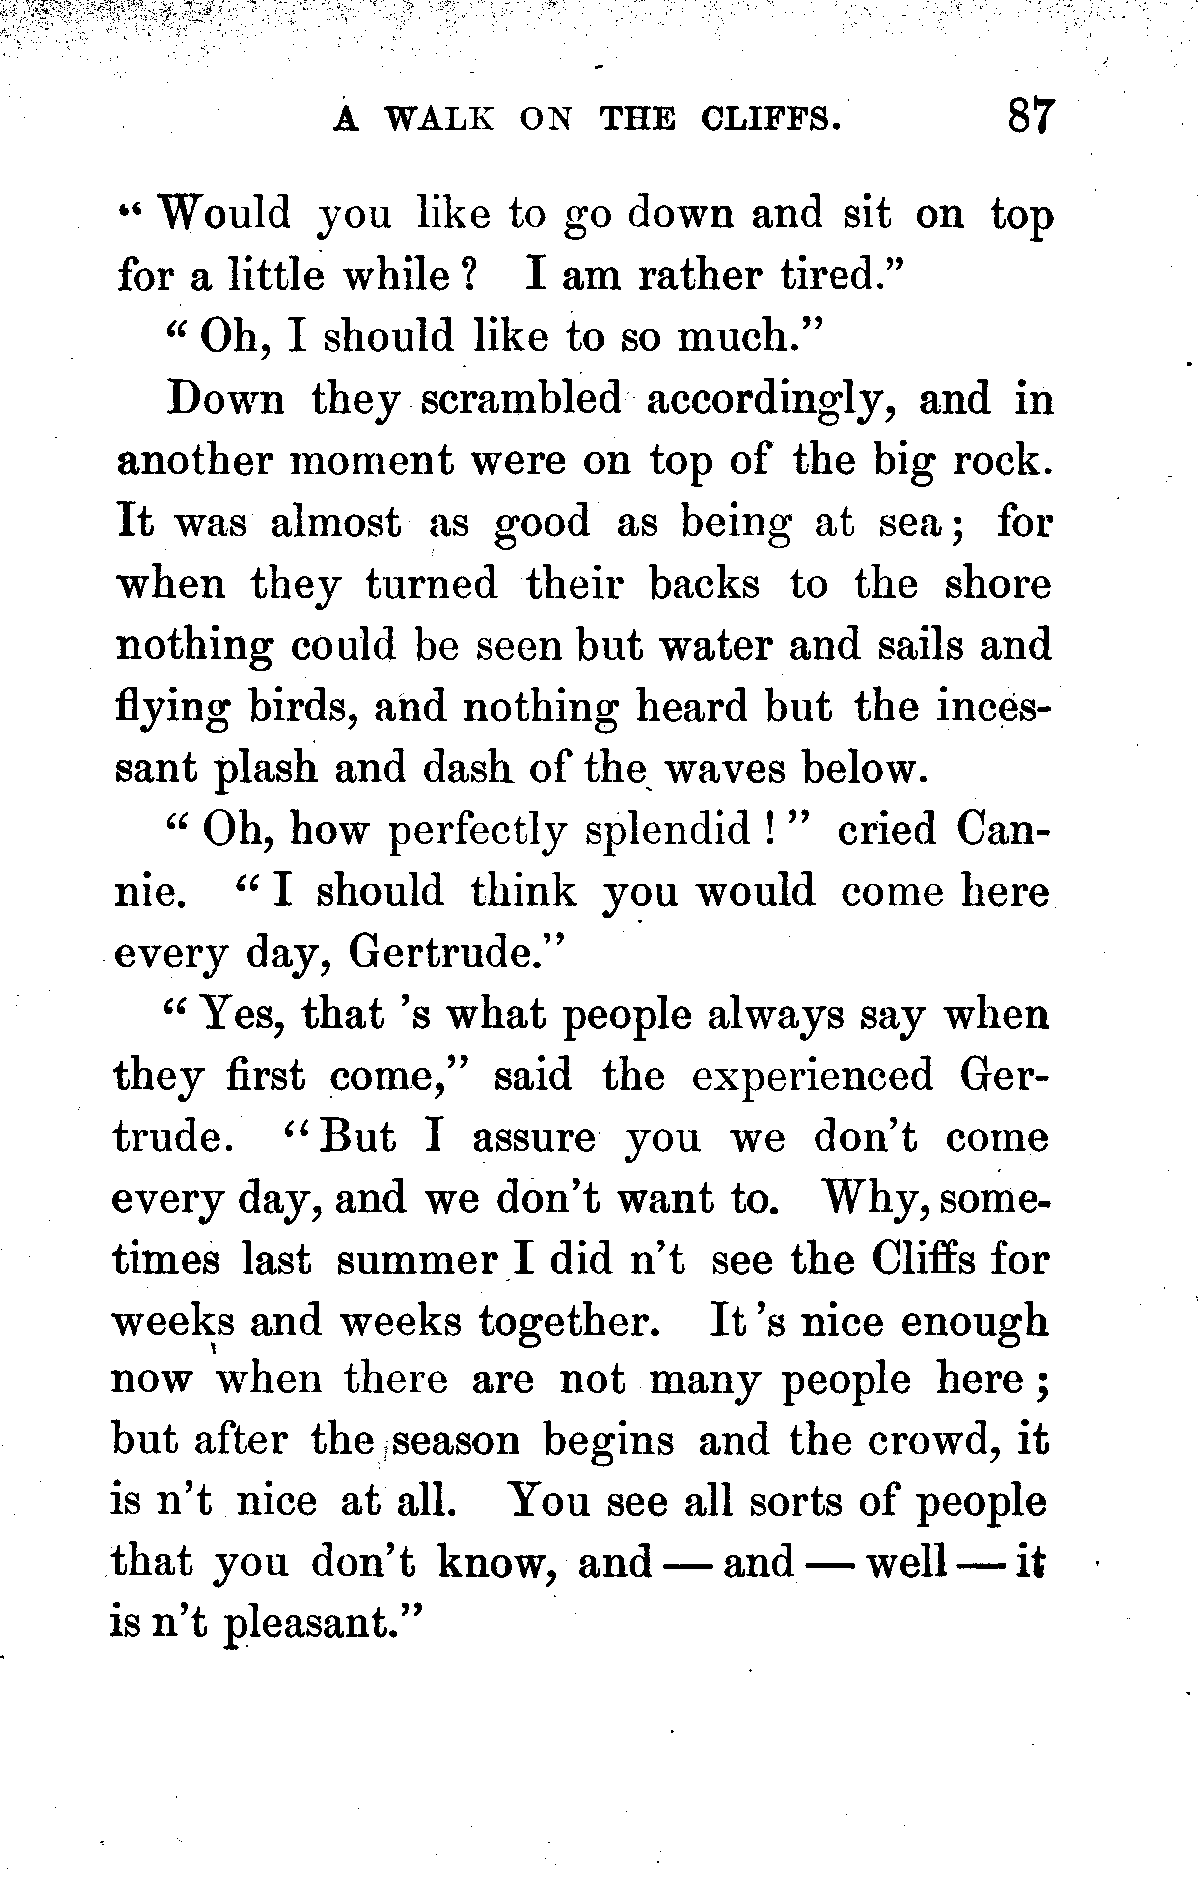 A WALK ON THE CLIFFS. 87
“ Would you like to go down and sit on top
for a little while ? I am rather tired.”
“ Oh, I should like to so much.”
Down they scrambled accordingly, and in
another moment were on top of the big rock.
It was almost as good as being at sea ; for
when they turned their backs to the shore
nothing could be seen but water and sails and
flying birds, and nothing heard but the inces-
sant plash and dash of the waves below.
“ Oh, how perfectly splendid ! ” cried Can-
nie. “ I should think you would come here
every day, Gertrude.”
“ Yes, that ’s what people always say when
they first come,” said the experienced Ger-
trude. “ But I assure you we don’t come
every day, and we don’t want to. Why, some-
times last summer I did n’t see the Cliffs for
weeks and weeks together. It ’s nice enough
now when there are not many people here ;
but after the season begins and the crowd, it
is n’t nice at all. You see all sorts of people
that you don’t know, and — and — well — it
is n’t pleasant.”